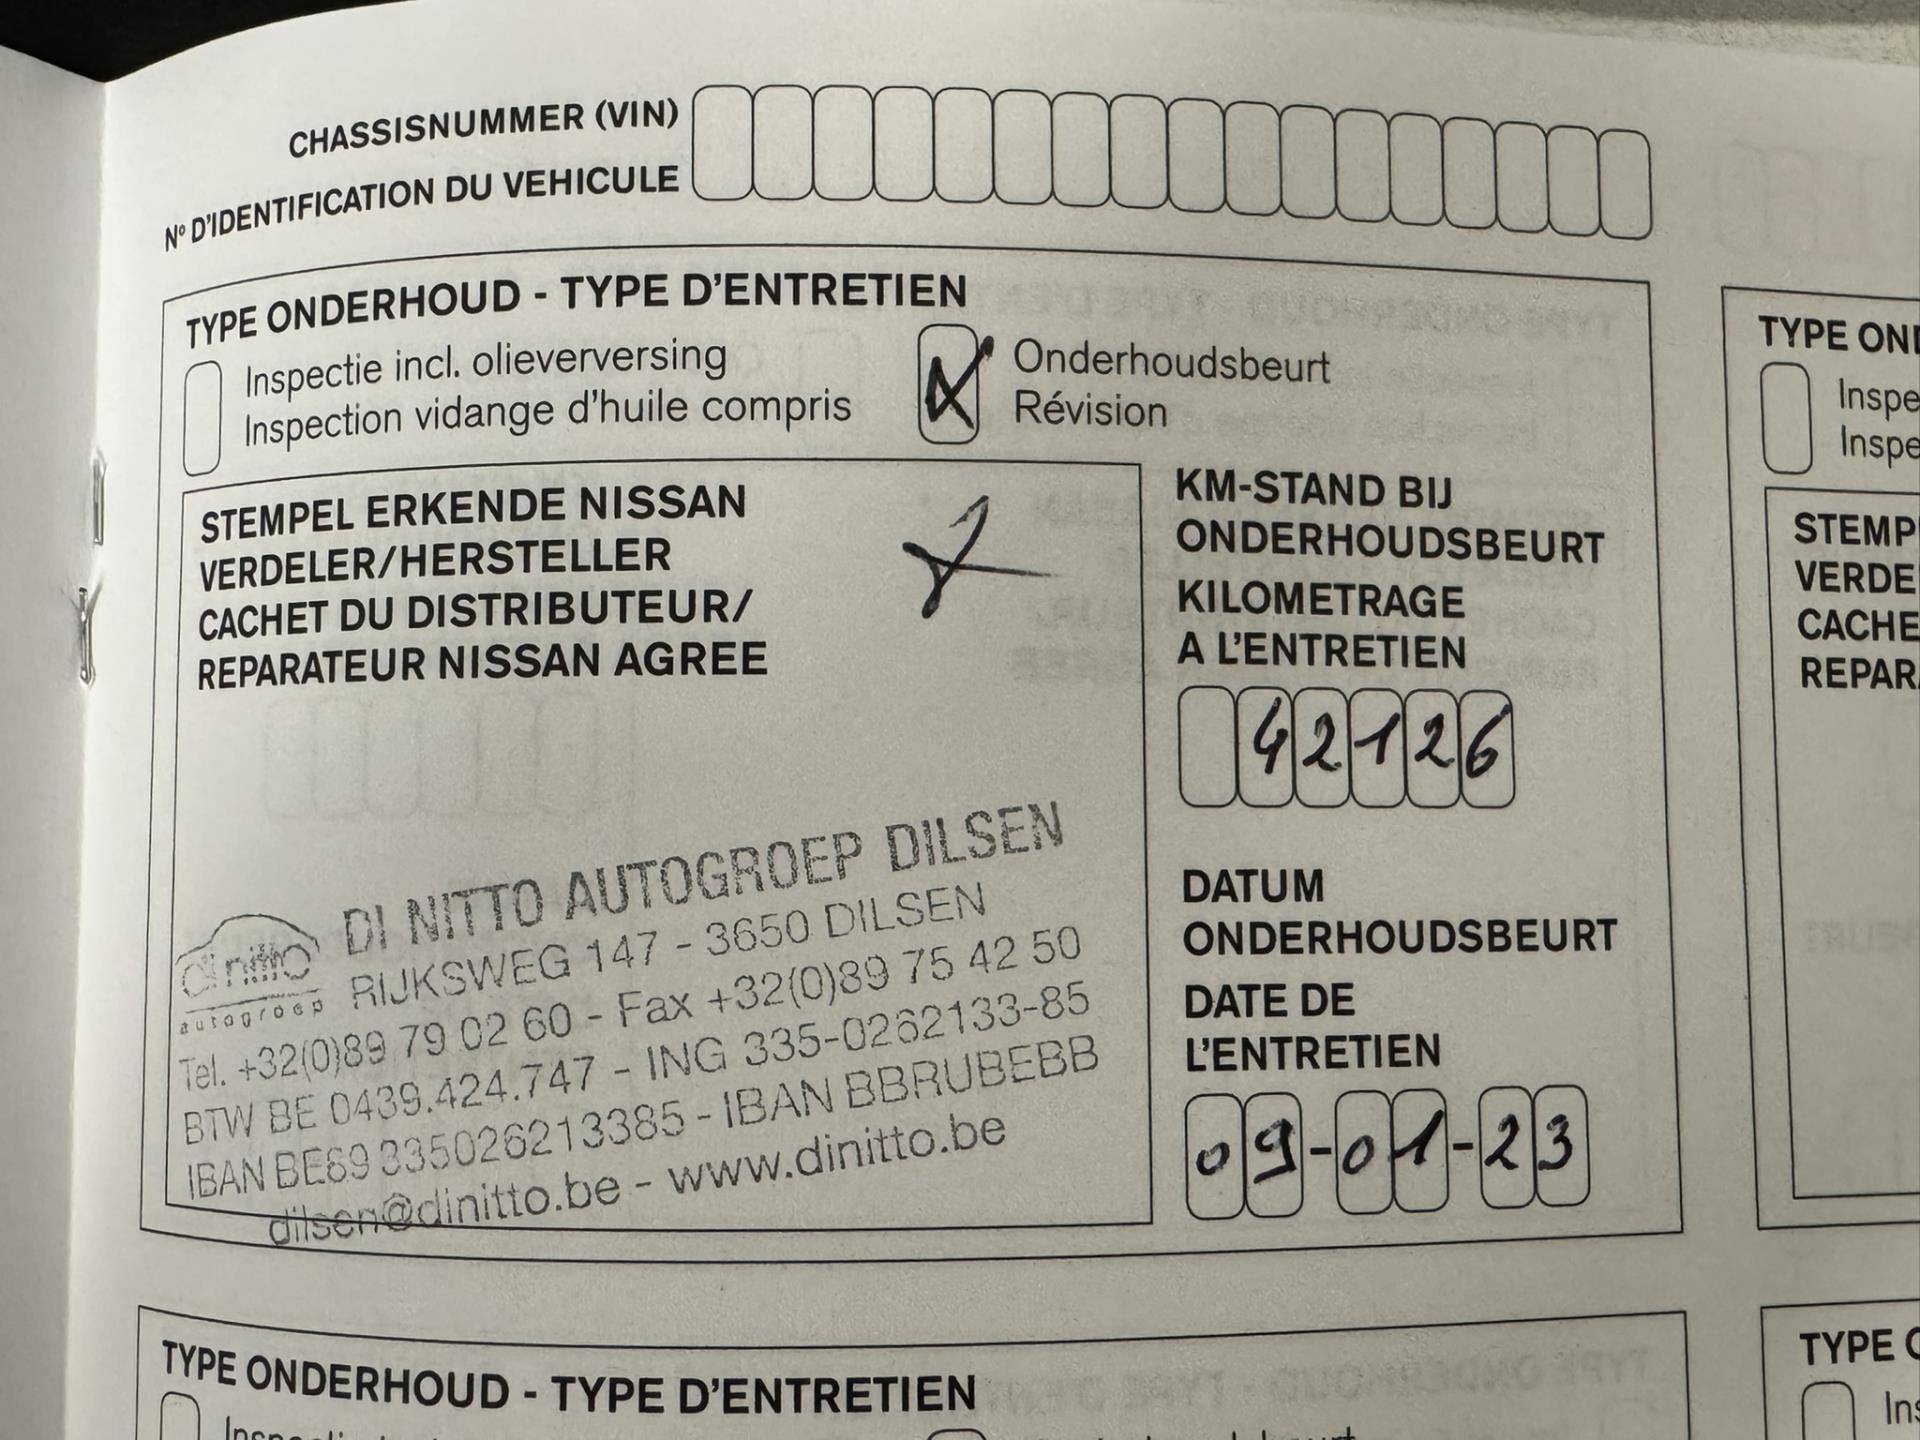 CHASSISNUMMER (VIN)
N° D'IDENTIFICATION DU VEHICULE
TYPE ONDERHOUD - TYPE D'ENTRETIEN
Inspectie incl. olieverversing
Inspection vidange d'huile compris
Onderhoudsbeurt
Révision
STEMPEL ERKENDE NISSAN
VERDELER/HERSTELLER
CACHET DU DISTRIBUTEUR/
REPARATEUR NISSAN AGREE
KM-STAND BIJ
ONDERHOUDSBEURT
KILOMETRAGE
A L'ENTRETIEN
42126
dinitto
autogroep
DI NITTO AUTOGROEP DILSEN
RIJKSWEG 147 - 3650 DILSEN
Tel. +32(0)89 79 02 60 - Fax +32(0)89 75 42 50
BTW BE 0439.424.747 - ING 335-0262133-85
IBAN BE69 335026213385 - IBAN BBRUBEBB
dilsen@dinitto.be - www.dinitto.be
DATUM
ONDERHOUDSBEURT
DATE DE
L'ENTRETIEN
09-01-23
TYPE ONDERHOUD - TYPE D'ENTRETIEN
TYPE ON
Inspe
Inspe
STEMP
VERDE
CACHE
REPAR
TYPE
Ins